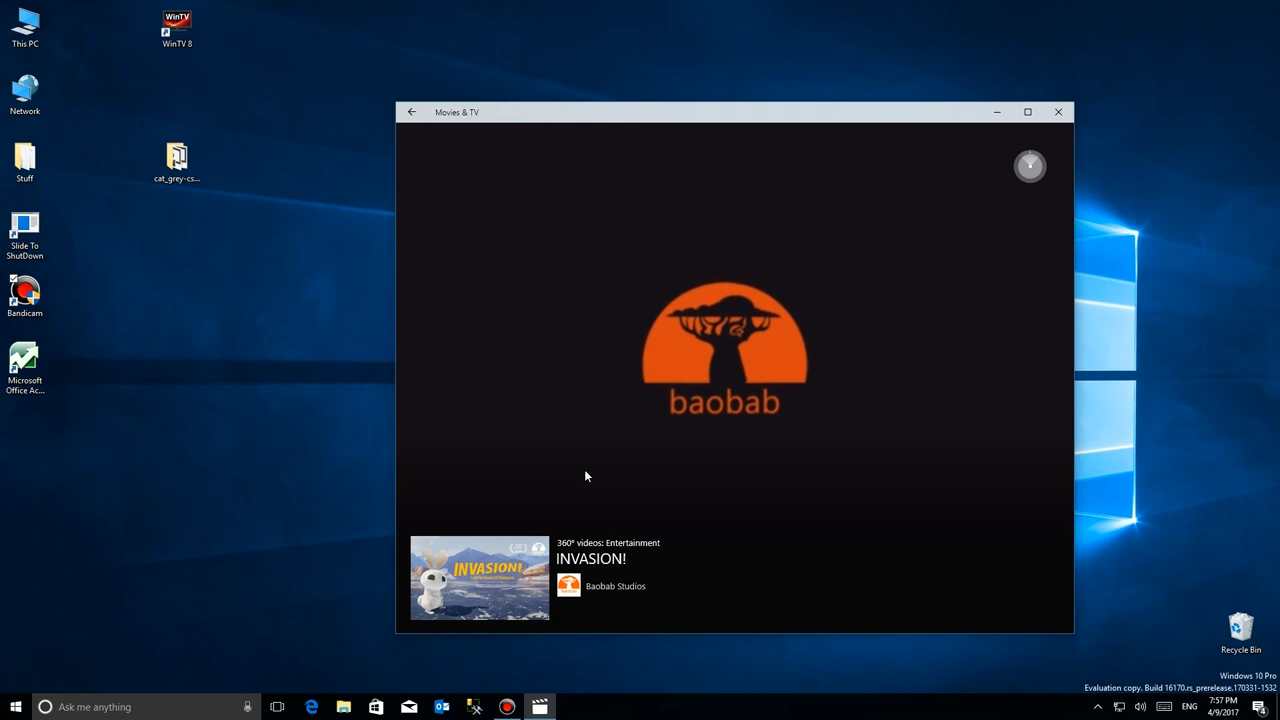 This PC
WinTV
WinTV 8
Network
Stuff
cat_grey-cs...
Slide To
ShutDown
Bandicam
Microsoft
Office Ac...
Movies & TV
baobab
360° videos: Entertainment
INVASION!
INVASION!
Baobab Studios
Recycle Bin
Windows 10 Pro
Evaluation copy. Build 16170.rs_prerelease.170331-1532
Ask me anything
ENG
7:57 PM
4/9/2017
4